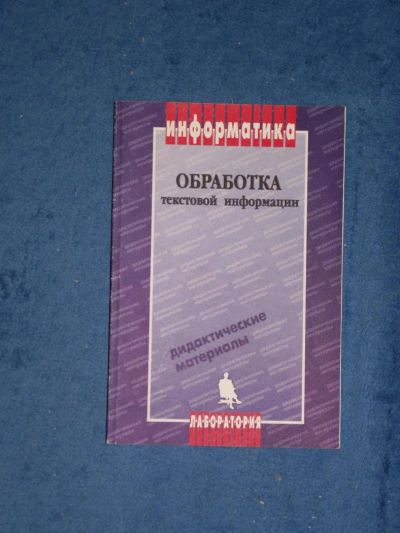 информатика
ОБРАБОТКА
текстовой информации
дидактические
материалы
ЛАБОРАТОРИЯ